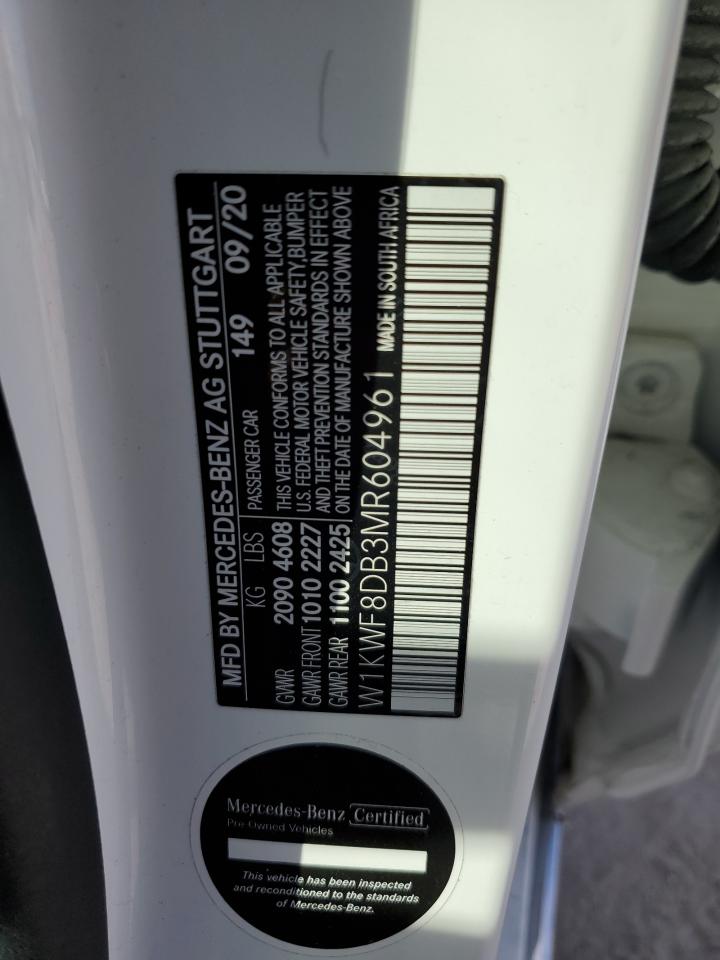 MFD BY MERCEDES-BENZ AG STUTTGART
KG LBS PASSENGER CAR 149 09/20
GVWR 2090 4608 THIS VEHICLE CONFORMS TO ALL APPLICABLE
GAWR FRONT 1010 2227 U.S. FEDERAL MOTOR VEHICLE SAFETY, BUMPER
GAWR REAR 1100 2425 AND THEFT PREVENTION STANDARDS IN EFFECT
ON THE DATE OF MANUFACTURE SHOWN ABOVE
W1KWF8DB3MR604961 MADE IN SOUTH AFRICA
Mercedes-Benz Certified
Pre-Owned Vehicles
This vehicle has been inspected
and reconditioned to the standards
of Mercedes-Benz.